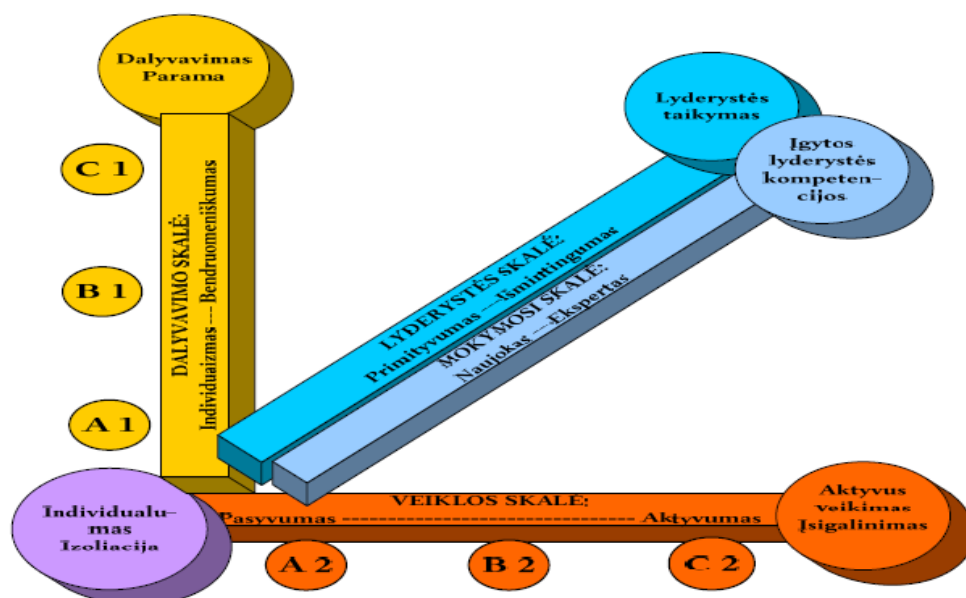 Dalyvavimas
Parama
C 1
B 1
A 1
DALYVAVIMO SKALĖ:
Individuaizmas --- Bendruomeniškumas
Lyderystės
taikymas
Įgytos
lyderystės
kompeten–
cijos
LYDERYSTĖS SKALĖ:
Primityvumas ---Išmintingumas
MOKYMOSI SKALĖ:
Naujokas --- Ekspertas
Individualu–
mas
Izoliacija
VEIKLOS SKALĖ:
Pasyvumas ---------------------------------- Aktyvumas
A 2
B 2
C 2
Aktyvus
veikimas
Įsigalinimas